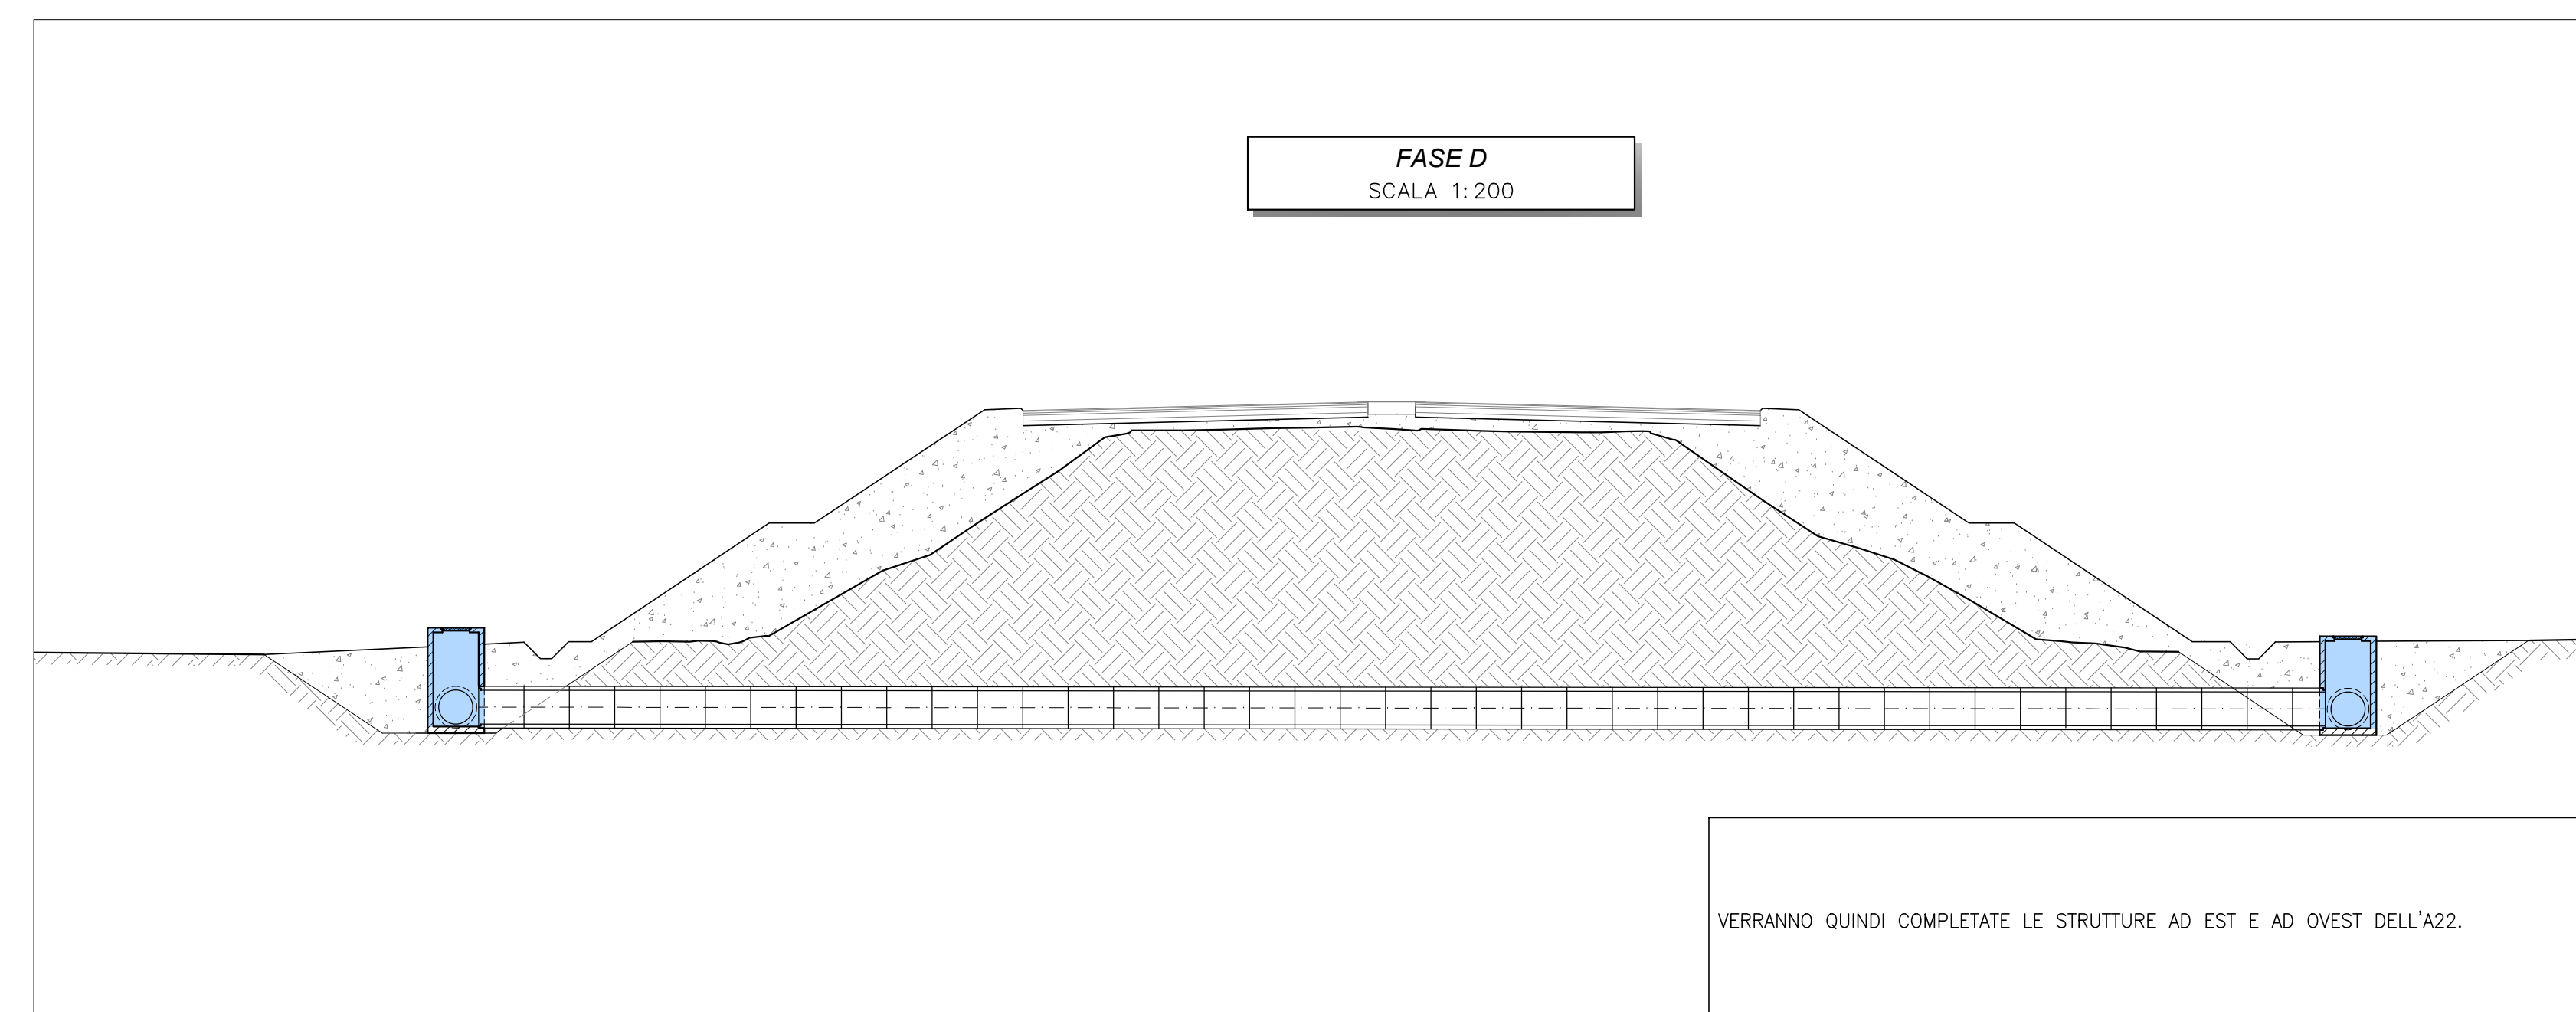 FASE D
SCALA 1:200
VERRANNO QUINDI COMPLETATE LE STRUTTURE AD EST E AD OVEST DELL'A22.